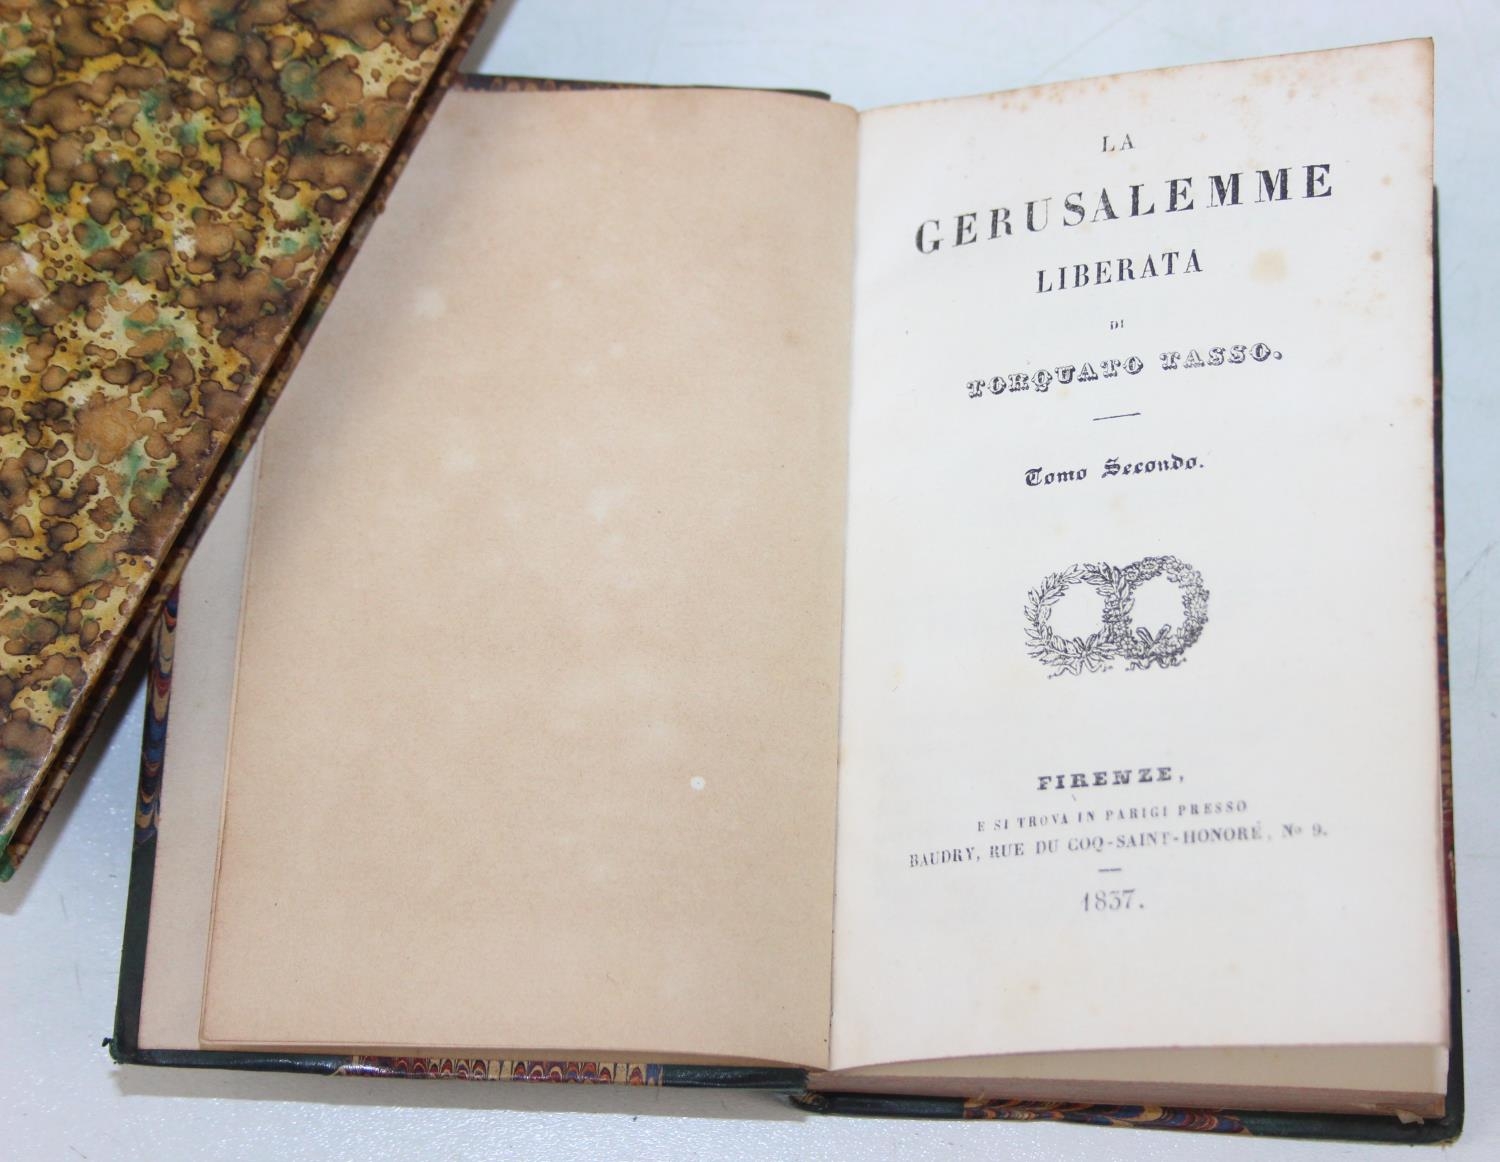 LA
GERUSALEMME
LIBERATA
DI
TORQUATO TASSO.
Tomo Secondo.
FIRENZE,
E SI TROVA IN PARIGI PRESSO
BAUDRY, RUE DU COQ-SAINT-HONORÉ, No 9.
1837.